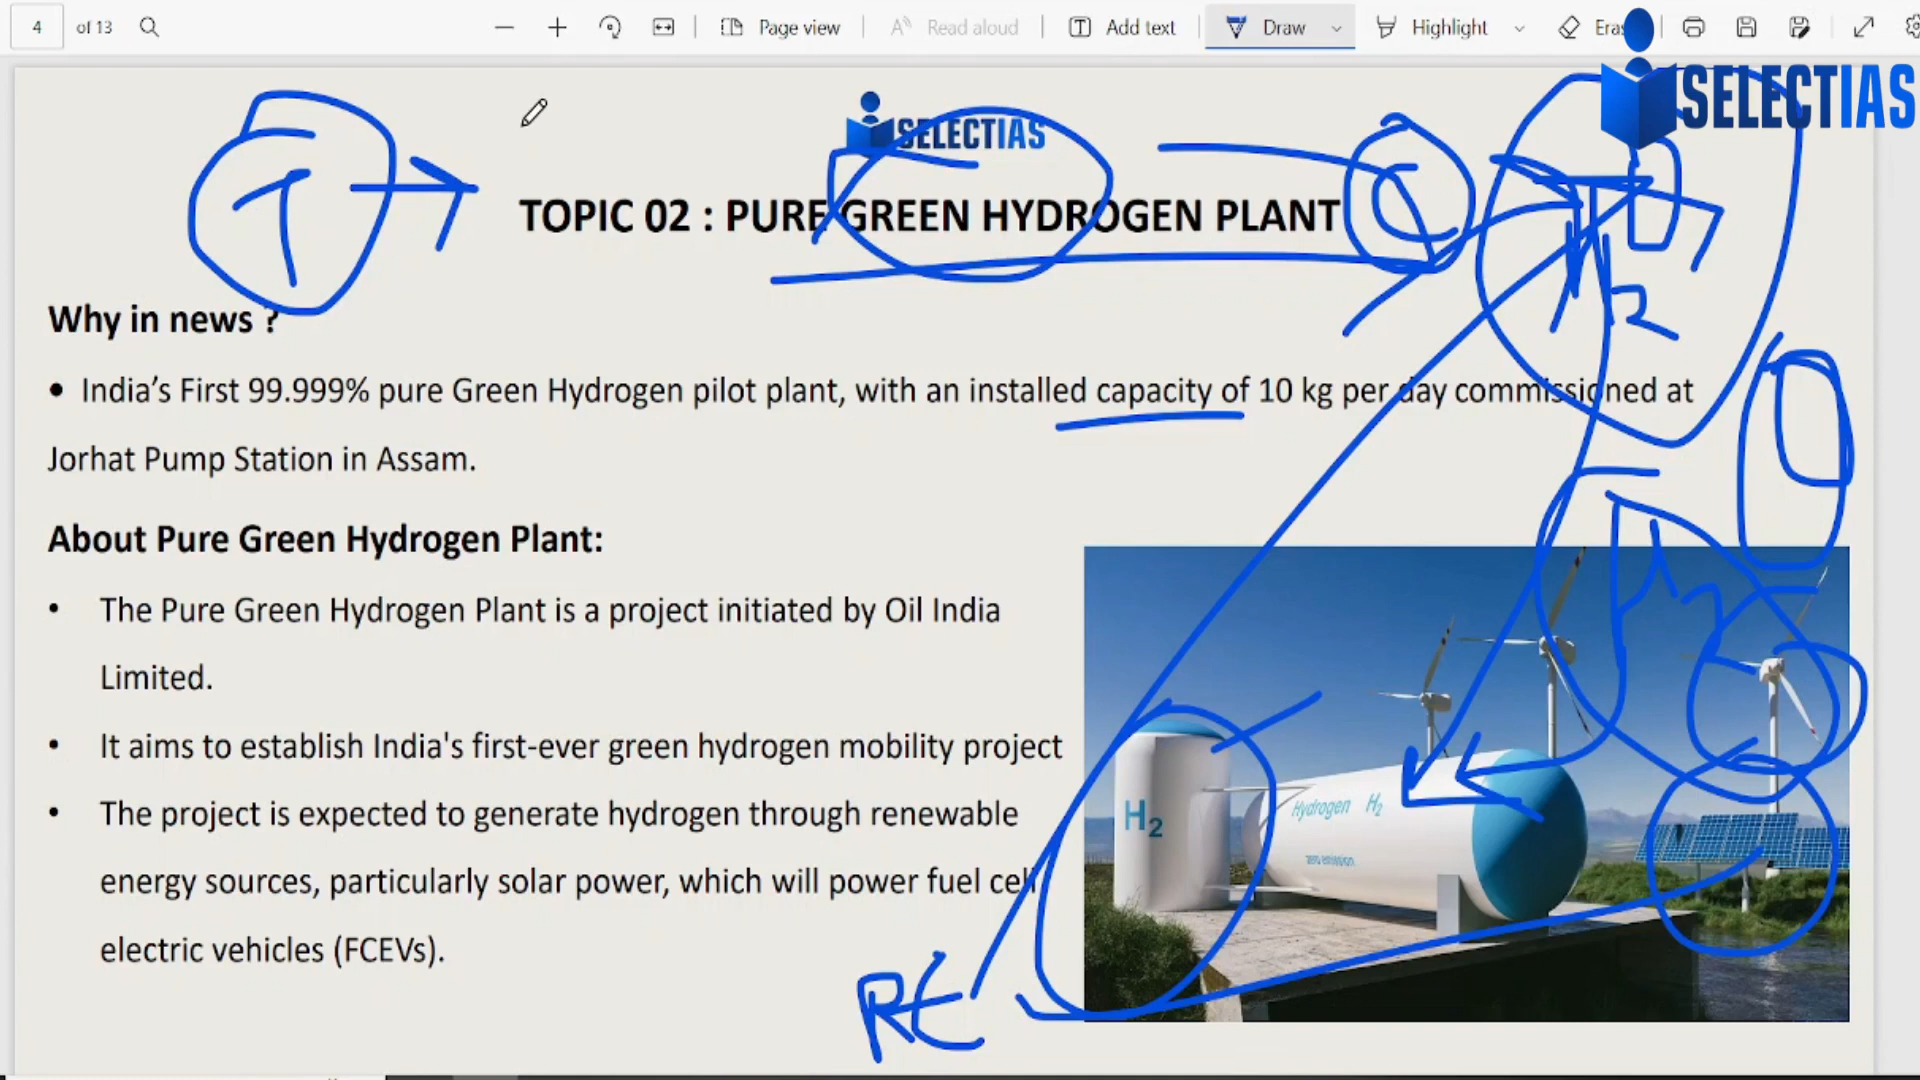 4 of 13
Page view
Read aloud
Add text
Draw
Highlight
SELECTIAS
SELECTIAS
T
C
TOPIC 02 : PURE GREEN HYDROGEN PLANT
H2
Why in news ?
• India’s First 99.999% pure Green Hydrogen pilot plant, with an installed capacity of 10 kg per day commissioned at
Jorhat Pump Station in Assam.
About Pure Green Hydrogen Plant:
• The Pure Green Hydrogen Plant is a project initiated by Oil India
Limited.
• It aims to establish India's first-ever green hydrogen mobility project
• The project is expected to generate hydrogen through renewable
energy sources, particularly solar power, which will power fuel cell
electric vehicles (FCEVs).
H2
Hydrogen H2
zero emission
RE